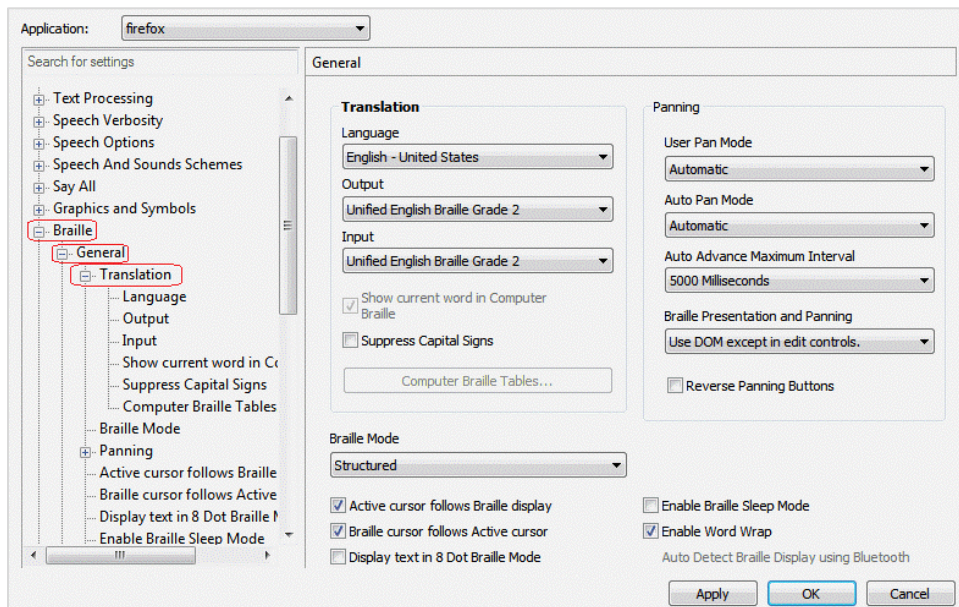 Application: firefox
Search for settings
Text Processing
Speech Verbosity
Speech Options
Speech And Sounds Schemes
Say All
Graphics and Symbols
Braille
General
Translation
Language
Output
Input
Show current word in Co
Suppress Capital Signs
Computer Braille Tables
Braille Mode
Panning
Active cursor follows Braille
Braille cursor follows Active
Display text in 8 Dot Braille M
Enable Braille Sleep Mode
General
Translation
Language
English - United States
Output
Unified English Braille Grade 2
Input
Unified English Braille Grade 2
Show current word in Computer
Braille
Suppress Capital Signs
Computer Braille Tables...
Panning
User Pan Mode
Automatic
Auto Pan Mode
Automatic
Auto Advance Maximum Interval
5000 Milliseconds
Braille Presentation and Panning
Use DOM except in edit controls.
Reverse Panning Buttons
Braille Mode
Structured
Active cursor follows Braille display
Braille cursor follows Active cursor
Display text in 8 Dot Braille Mode
Enable Braille Sleep Mode
Enable Word Wrap
Auto Detect Braille Display using Bluetooth
Apply OK Cancel